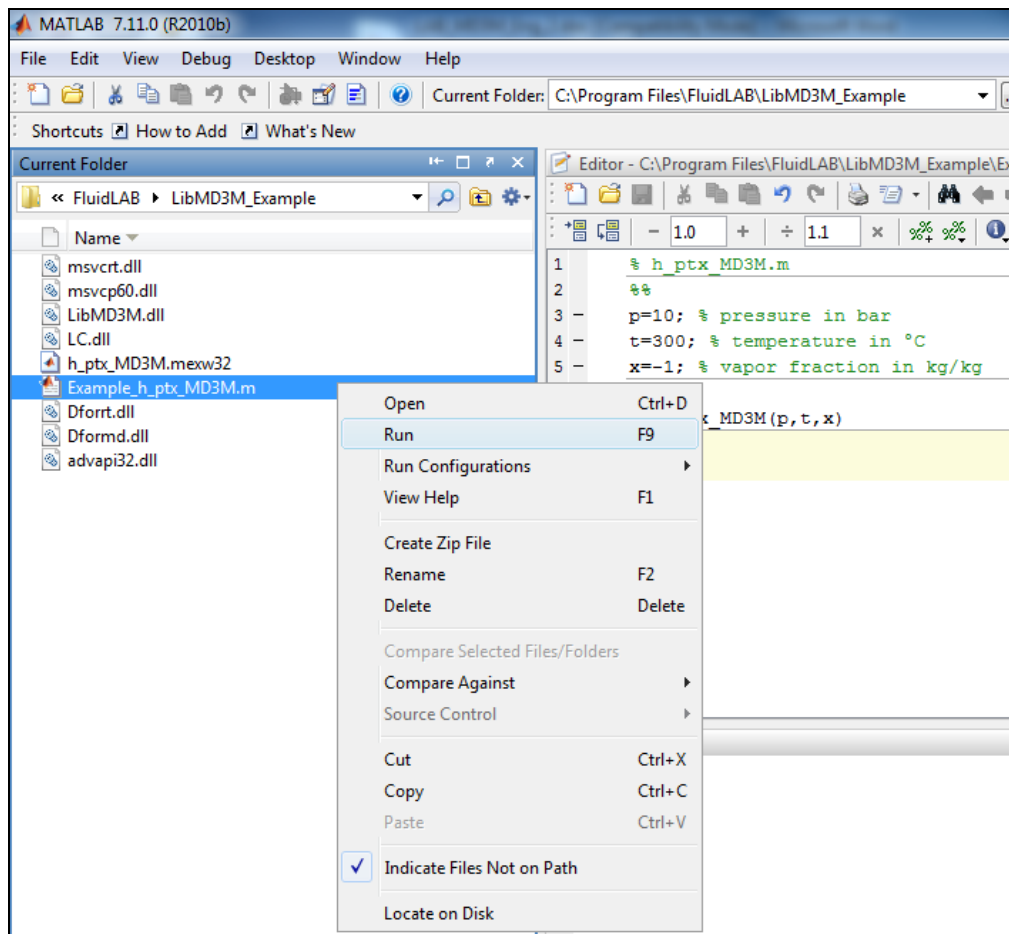 MATLAB 7.11.0 (R2010b)
File Edit View Debug Desktop Window Help
Current Folder: C:\Program Files\FluidLAB\LibMD3M_Example
Shortcuts How to Add What's New
Current Folder
« FluidLAB LibMD3M_Example
Name
msvcrt.dll
msvcp60.dll
LibMD3M.dll
LC.dll
h_ptx_MD3M.mexw32
Example_h_ptx_MD3M.m
Dforrt.dll
Dformd.dll
advapi32.dll
Editor - C:\Program Files\FluidLAB\LibMD3M_Example\Ex
− 1.0 + ÷ 1.1 ×
1 % h_ptx_MD3M.m
2 %%
3 − p=10; % pressure in bar
4 − t=300; % temperature in °C
5 − x=-1; % vapor fraction in kg/kg
x_MD3M(p,t,x)
Open Ctrl+D
Run F9
Run Configurations
View Help F1
Create Zip File
Rename F2
Delete Delete
Compare Selected Files/Folders
Compare Against
Source Control
Cut Ctrl+X
Copy Ctrl+C
Paste Ctrl+V
Indicate Files Not on Path
Locate on Disk